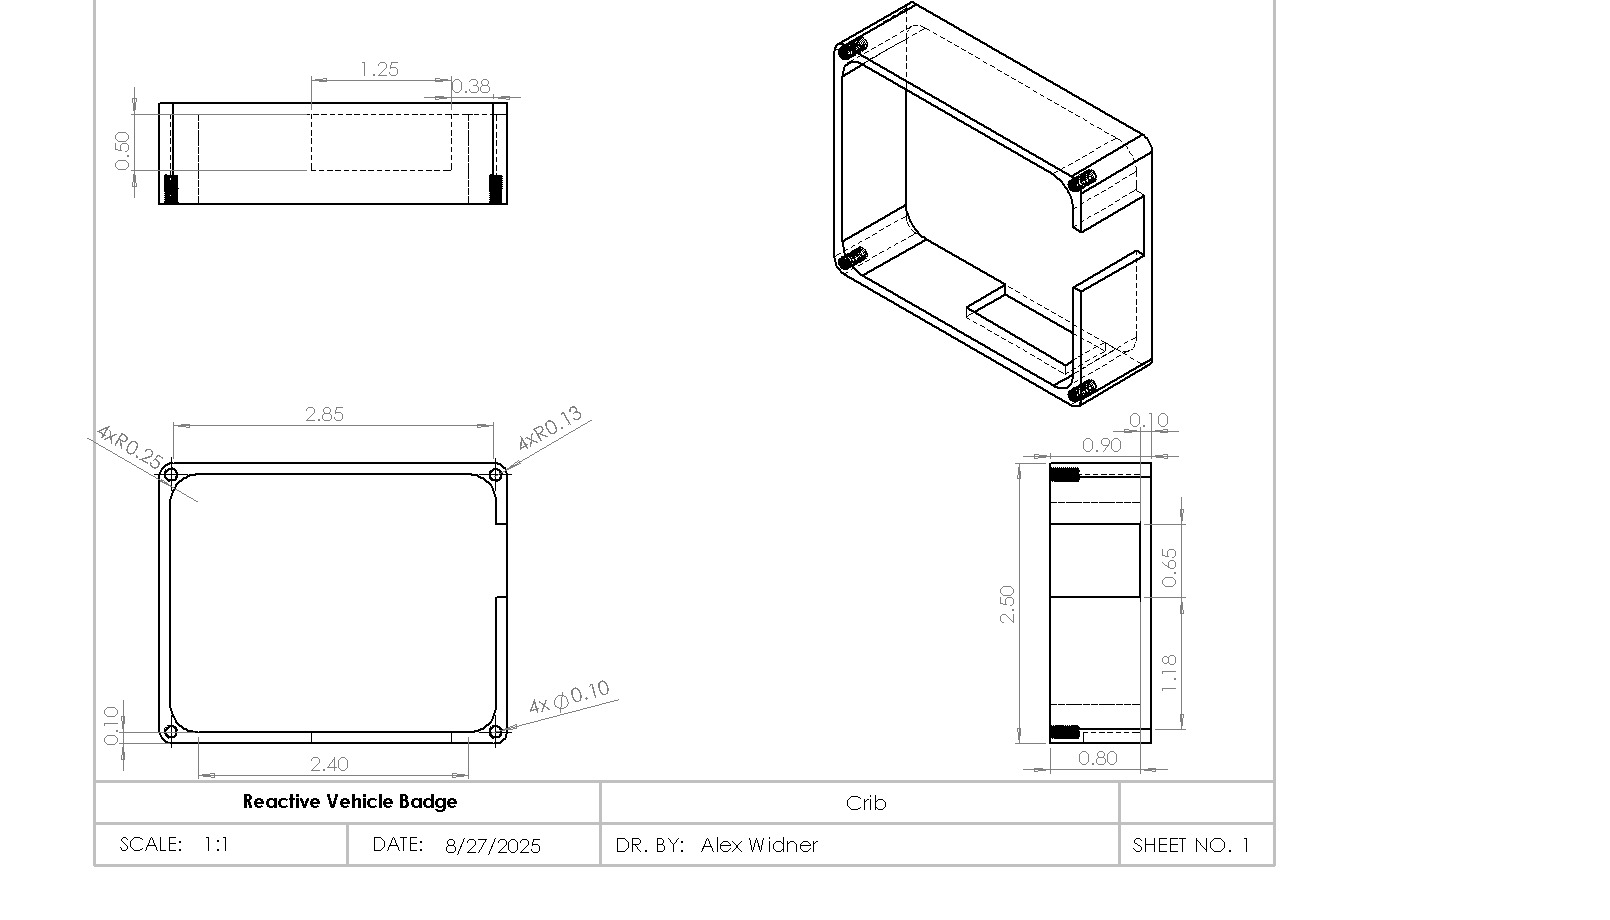 1.25
0.38
0.50
2.85
4xR0.25
4xR0.13
0.10
0.90
2.50
0.65
1.18
0.80
4x Ø0.10
0.10
2.40
Reactive Vehicle Badge
Crib
SCALE: 1:1
DATE: 8/27/2025
DR. BY: Alex Widner
SHEET NO. 1